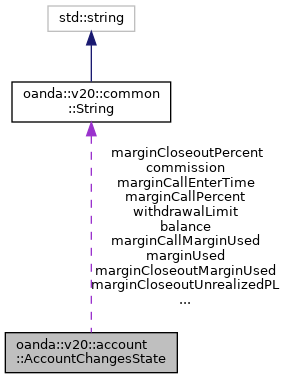 std::string
oanda::v20::common
::String
marginCloseoutPercent
commission
marginCallEnterTime
marginCallPercent
withdrawalLimit
balance
marginCallMarginUsed
marginUsed
marginCloseoutMarginUsed
marginCloseoutUnrealizedPL
...
oanda::v20::account
::AccountChangesState